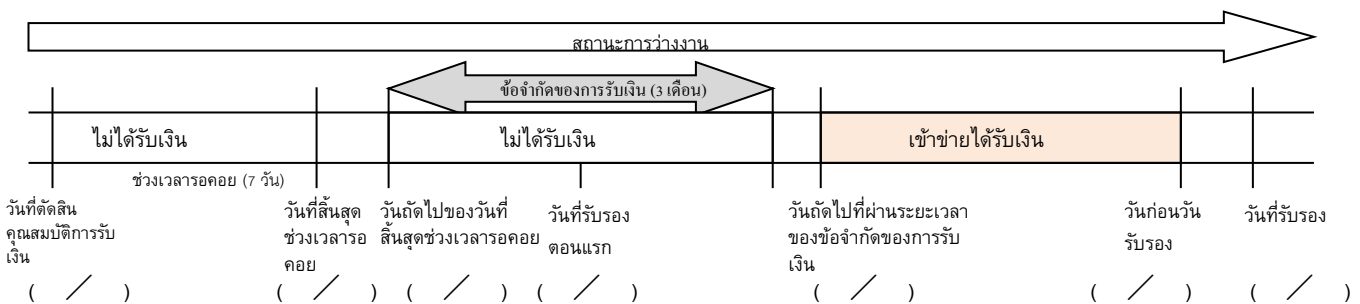 สถานะการว่างงาน
ข้อจำกัดของการรับเงิน (3 เดือน)
ไม่ได้รับเงิน
ไม่ได้รับเงิน
เข้าข่ายได้รับเงิน
ช่วงเวลารอคอย (7 วัน)
วันที่ตัดสิน
คุณสมบัติการรับ
เงิน
( ／ )
วันที่สิ้นสุด
ช่วงเวลารอ
คอย
( ／ )
วันถัดไปของวันที่
สิ้นสุดช่วงเวลารอคอย
( ／ )
วันที่รับรอง
ตอนแรก
( ／ )
วันถัดไปที่ผ่านระยะเวลา
ของข้อจำกัดของการรับ
เงิน
( ／ )
วันก่อนวัน
รับรอง
( ／ )
วันที่รับรอง
( ／ )